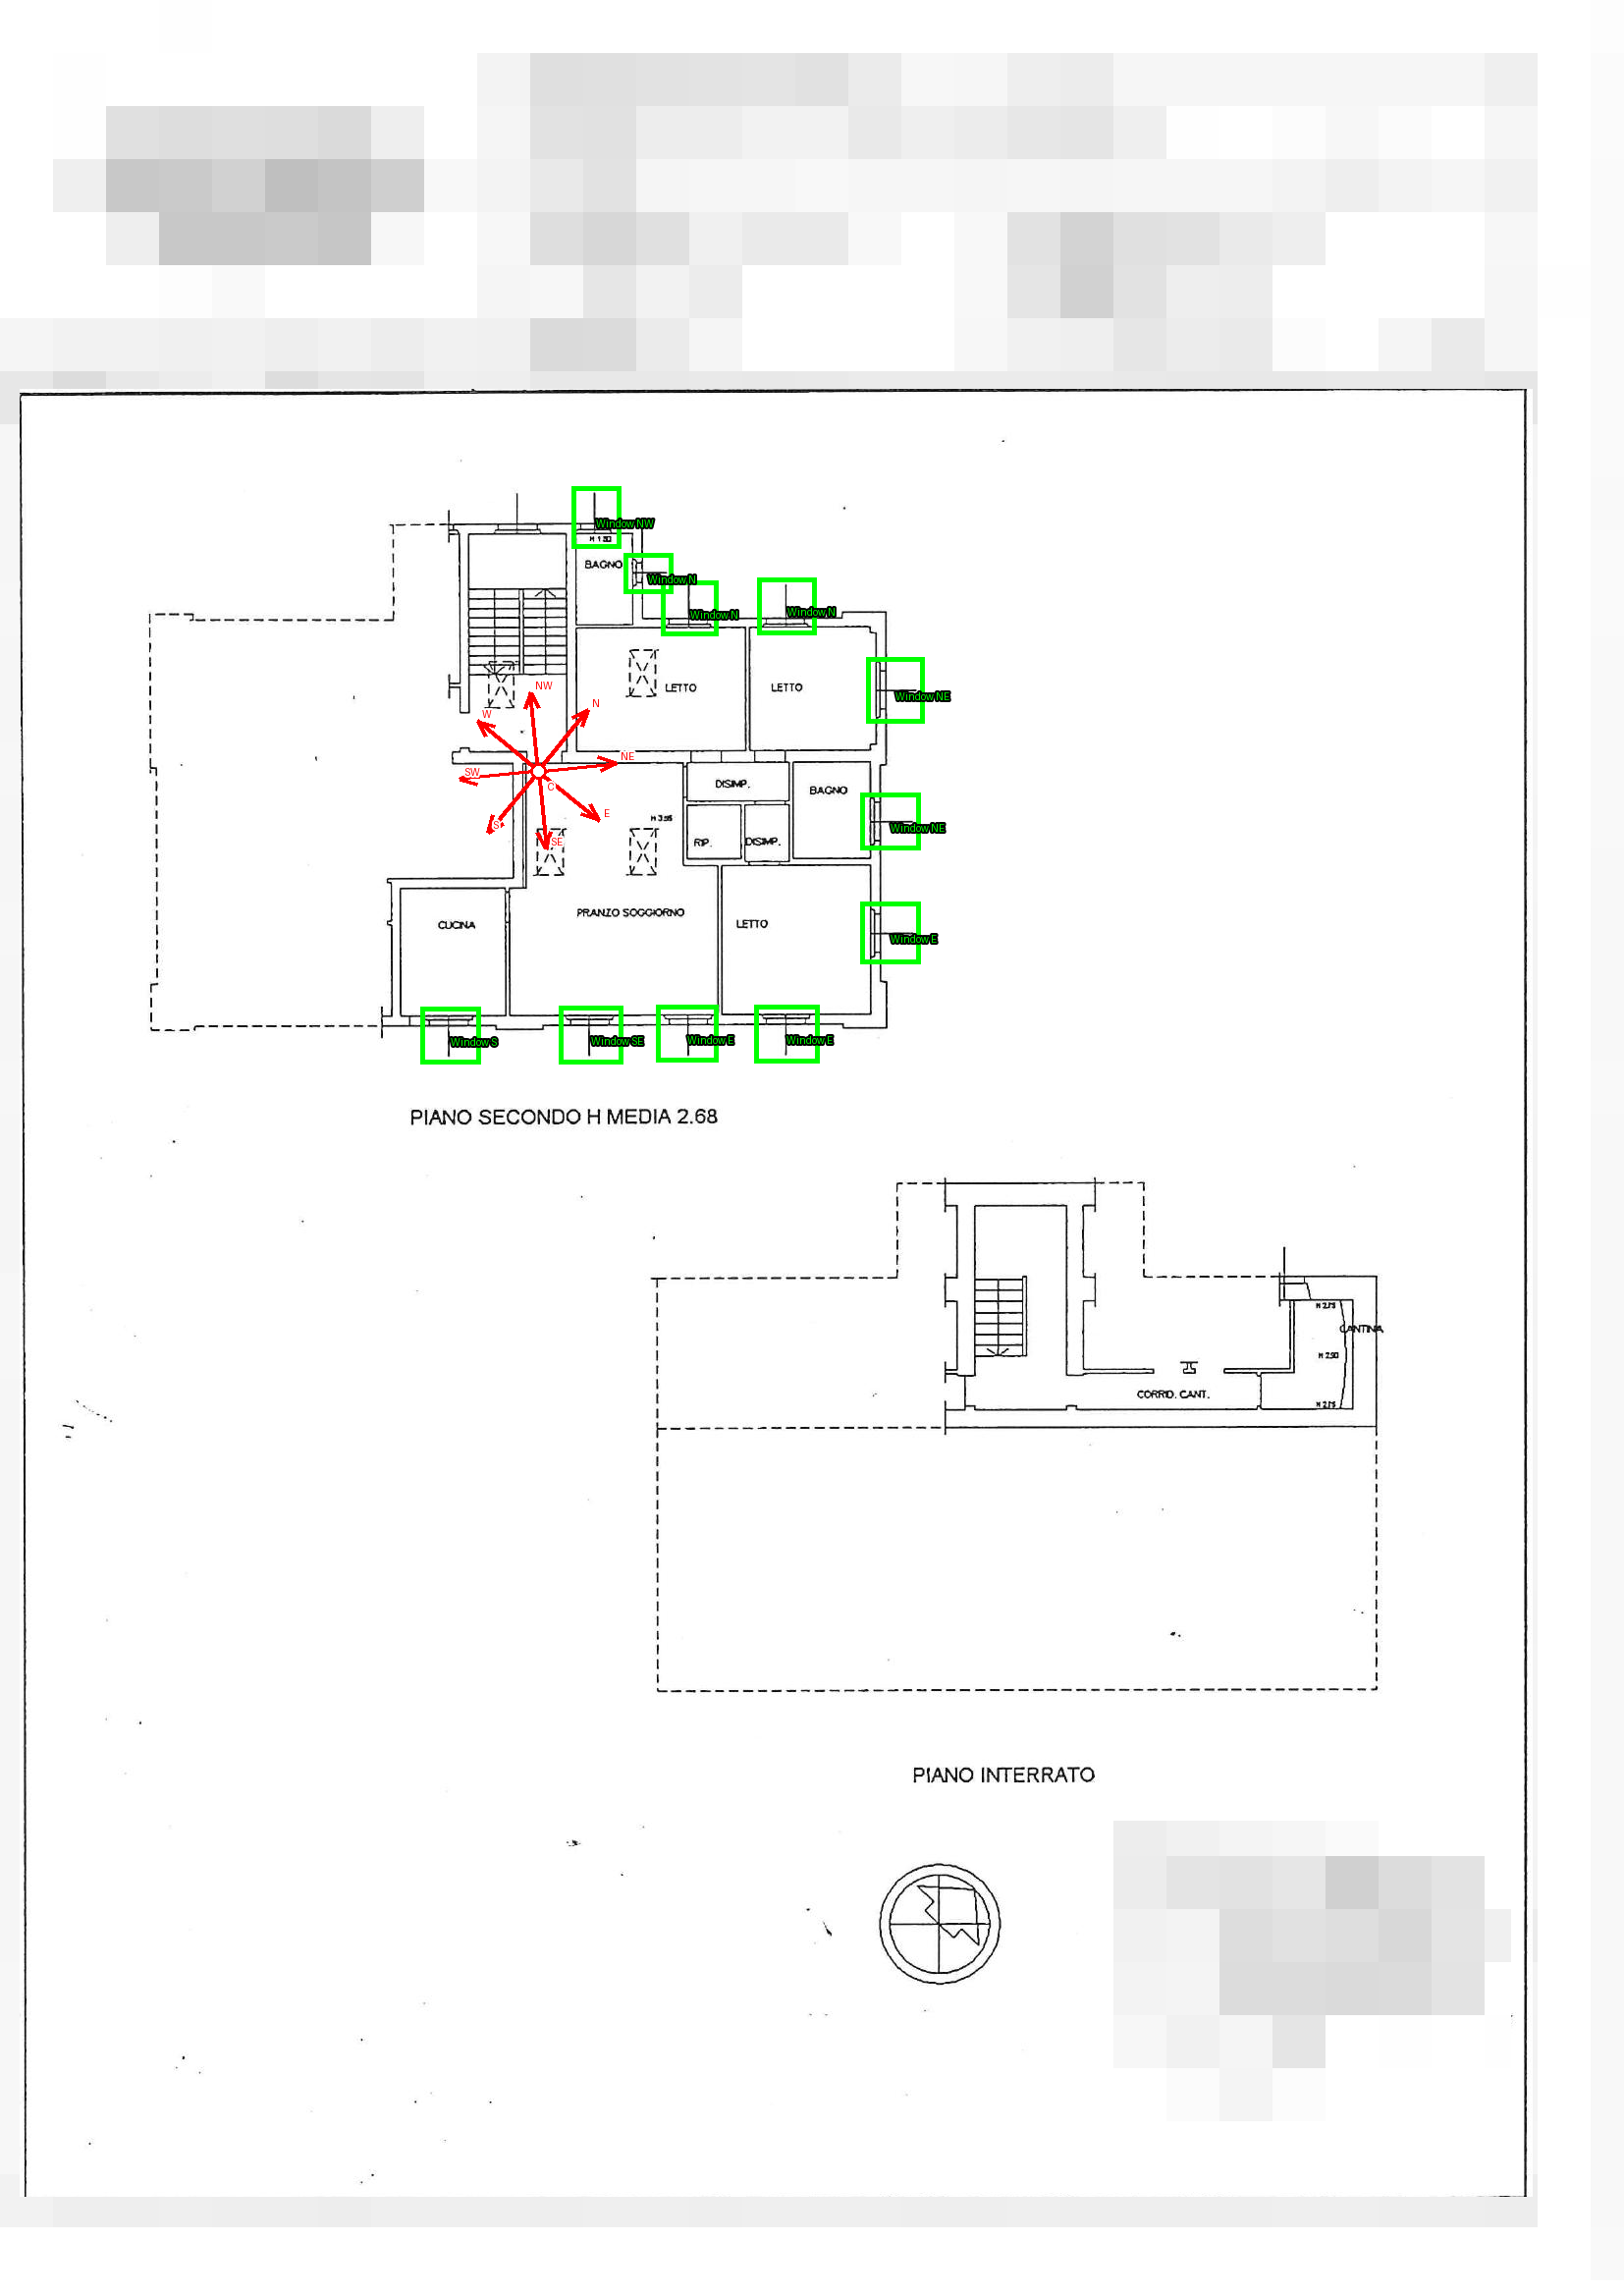 Window NW
H 1.50
BAGNO
Window N
Window N
Window N
LETTO
LETTO
Window NE
NW
N
W
NE
SW
C
E
S
SE
DISIMP.
BAGNO
H 3.55
Window NE
RIP.
DISIMP.
CUCINA
PRANZO SOGGIORNO
LETTO
Window E
Window S
Window SE
Window E
Window E
PIANO SECONDO H MEDIA 2.68
H 2.75
CANTINA
H 2.50
CORRID. CANT.
H 2.75
PIANO INTERRATO